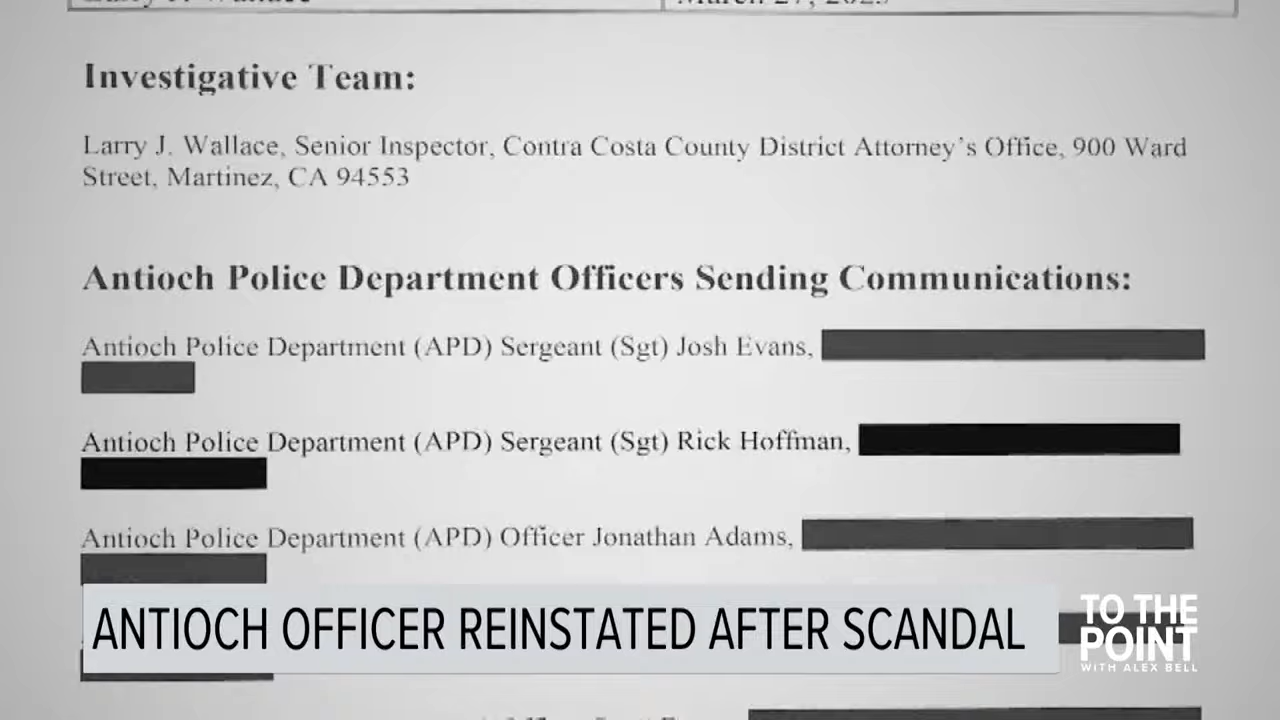 Investigative Team:
Larry J. Wallace, Senior Inspector, Contra Costa County District Attorney's Office, 900 Ward
Street, Martinez, CA 94553
Antioch Police Department Officers Sending Communications:
Antioch Police Department (APD) Sergeant (Sgt) Josh Evans,
Antioch Police Department (APD) Sergeant (Sgt) Rick Hoffman,
Antioch Police Department (APD) Officer Jonathan Adams,
ANTIOCH OFFICER REINSTATED AFTER SCANDAL
TO THE
POINT
WITH ALEX BELL